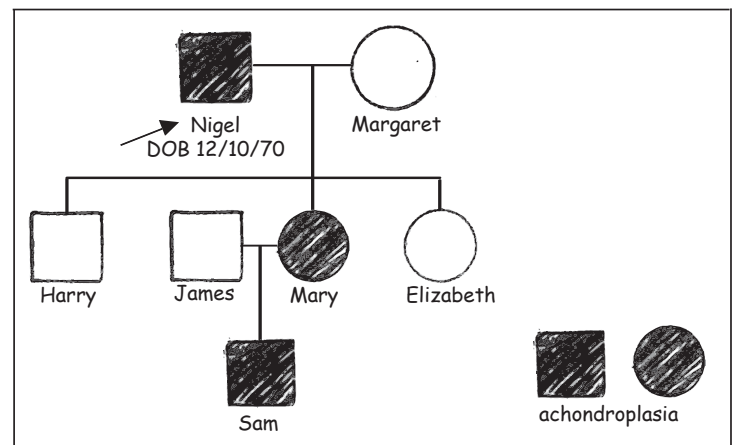 Nigel
Margaret
DOB 12/10/70
Harry
James
Mary
Elizabeth
Sam
achondroplasia